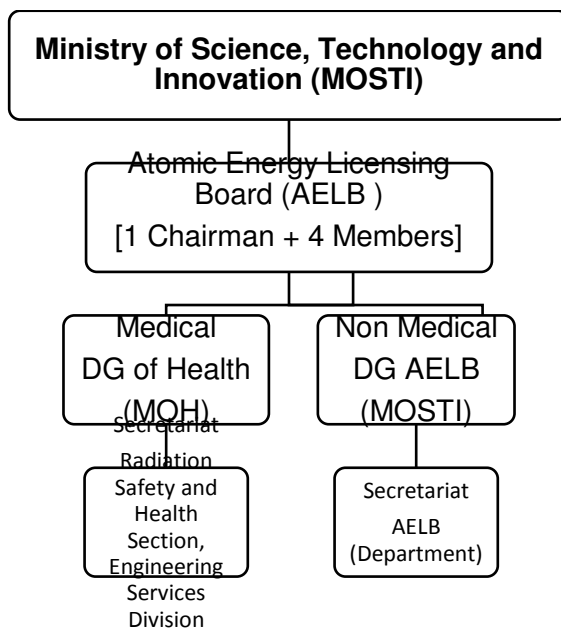 Ministry of Science, Technology and
Innovation (MOSTI)
Atomic Energy Licensing
Board (AELB )
[1 Chairman + 4 Members]
Medical
DG of Health
(MOH)
Non Medical
DG AELB
(MOSTI)
Secretariat
Radiation
Safety and
Health
Section,
Engineering
Services
Division
Secretariat
AELB
(Department)